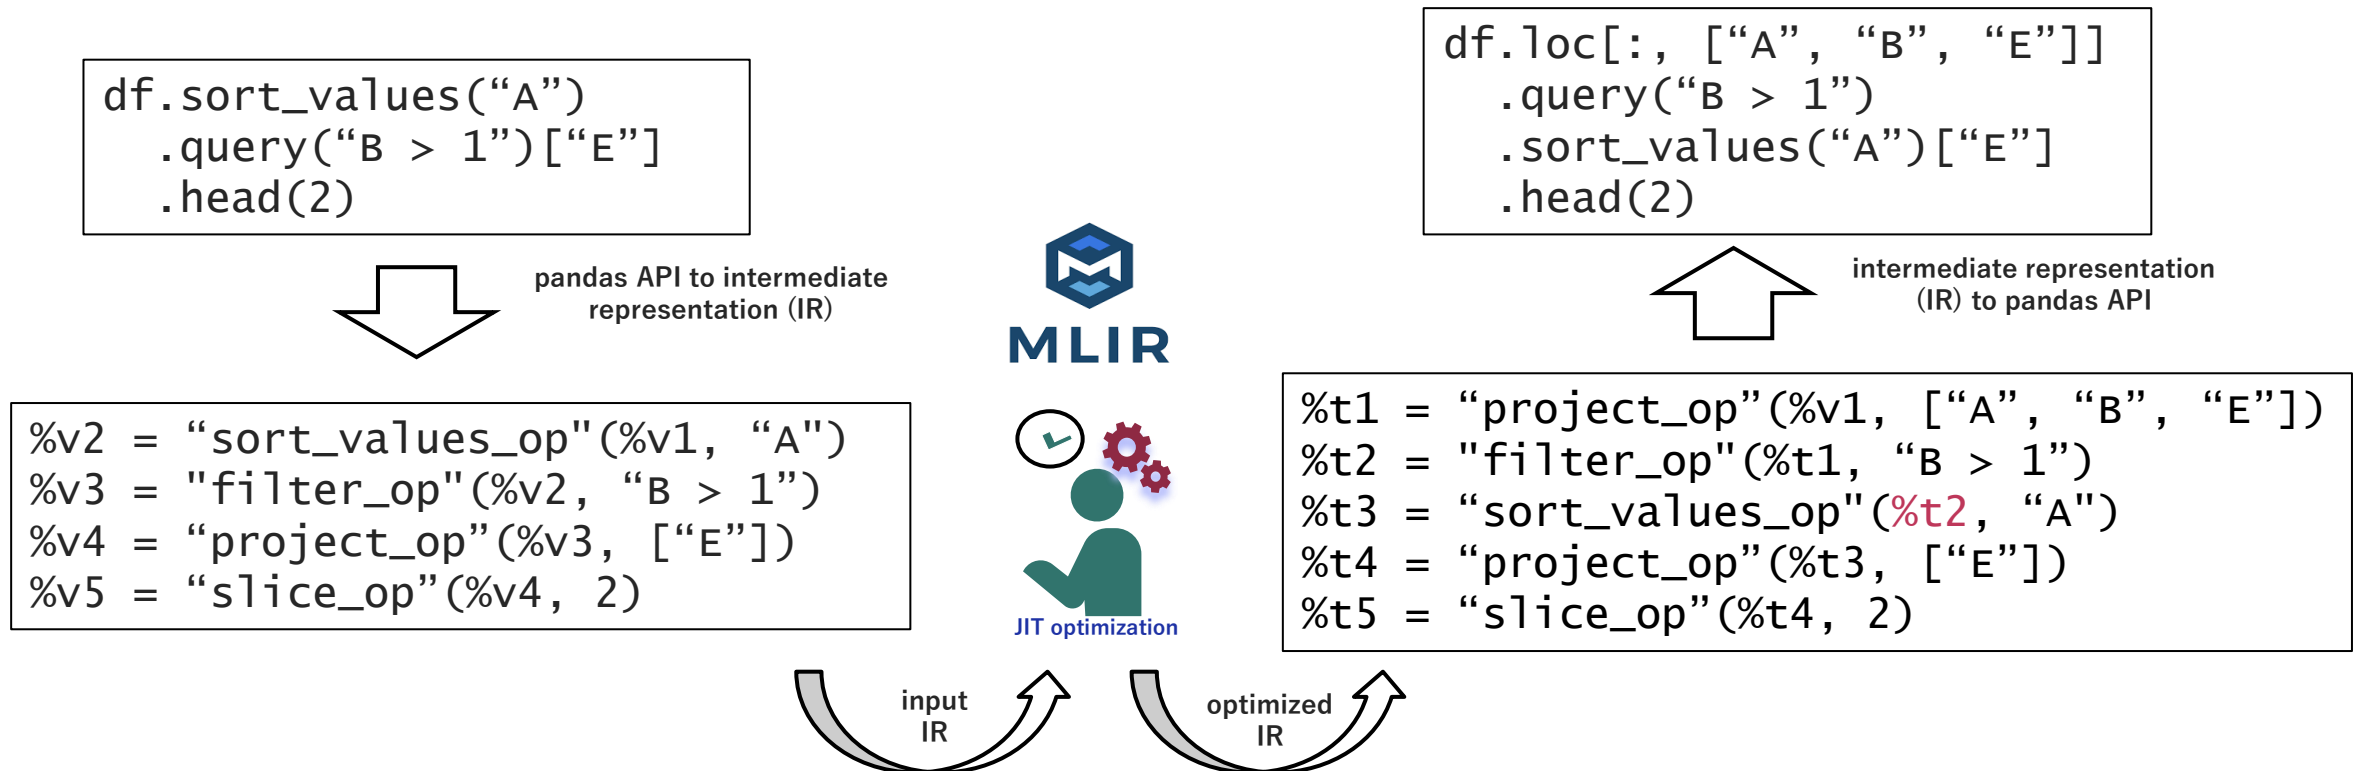 df.sort_values(“A”)
.query(“B > 1”)[“E”]
.head(2)
pandas API to intermediate
representation (IR)
%v2 = “sort_values_op"(%v1, “A")
%v3 = "filter_op"(%v2, “B > 1”)
%v4 = “project_op”(%v3, [“E”])
%v5 = “slice_op”(%v4, 2)
input
IR
MLIR
JIT optimization
optimized
IR
%t1 = “project_op”(%v1, [“A”, “B”, “E”])
%t2 = "filter_op"(%t1, “B > 1”)
%t3 = “sort_values_op"(%t2, “A")
%t4 = “project_op”(%t3, [“E”])
%t5 = “slice_op”(%t4, 2)
intermediate representation
(IR) to pandas API
df.loc[:, [“A”, “B”, “E”]]
.query(“B > 1”)
.sort_values(“A”)[“E”]
.head(2)